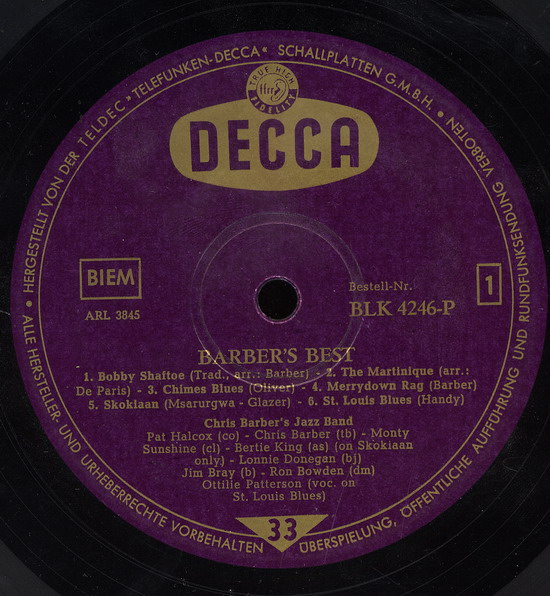 HERGESTELLT VON DER TELDEC »TELEFUNKEN-DECCA« SCHALLPLATTEN G.M.B.H.
TRUE HIGH
ffrr
FIDELITY
DECCA
BIEM
ARL 3845
Bestell-Nr.
BLK 4246-P
1
BARBER'S BEST
1. Bobby Shaftoe (Trad., arr.: Barber) - 2. The Martinique (arr.:
De Paris) - 3. Chimes Blues (Oliver) - 4. Merrydown Rag (Barber)
5. Skokiaan (Msarurgwa - Glazer) - 6. St. Louis Blues (Handy)
Chris Barber's Jazz Band
Pat Halcox (co) - Chris Barber (tb) - Monty
Sunshine (cl) - Bertie King (as) (on Skokiaan
only) - Lonnie Donegan (bj)
Jim Bray (b) - Ron Bowden (dm)
Ottilie Patterson (voc. on
St. Louis Blues)
33
• ALLE HERSTELLER- UND URHEBERRECHTE VORBEHALTEN ÜBERSPIELUNG, ÖFFENTLICHE AUFFÜHRUNG UND RUNDFUNKSENDUNG VERBOTEN •